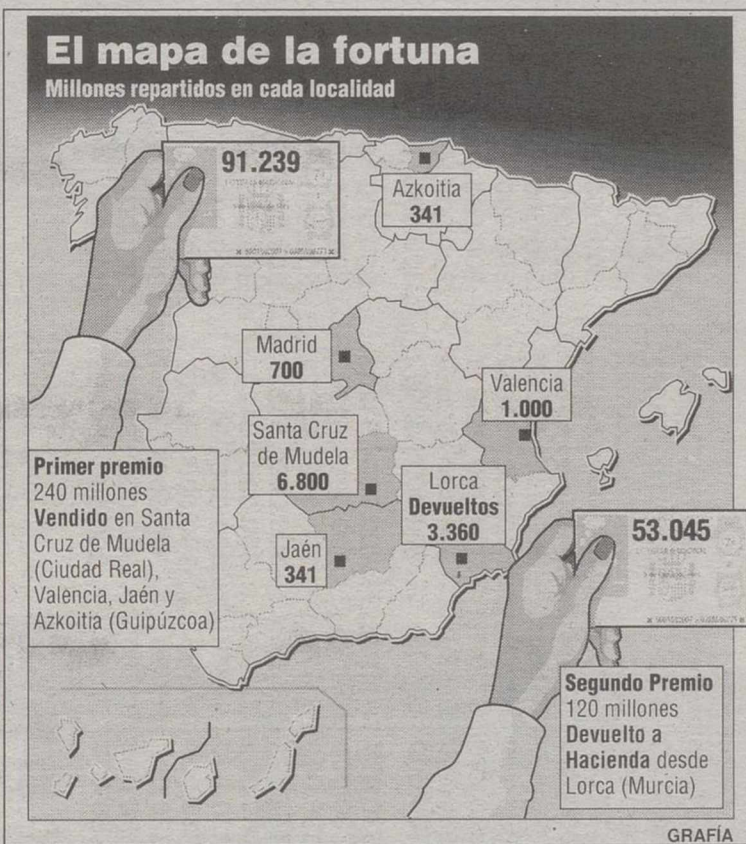 El mapa de la fortuna
Millones repartidos en cada localidad
91.239
Azkoitia
341
Madrid
700
Valencia
1.000
Santa Cruz
de Mudela
6.800
Lorca
Devueltos
3.360
Jaén
341
Primer premio
240 millones
Vendido en Santa
Cruz de Mudela
(Ciudad Real),
Valencia, Jaén y
Azkoitia (Guipúzcoa)
53.045
Segundo Premio
120 millones
Devuelto a
Hacienda desde
Lorca (Murcia)
GRAFÍA